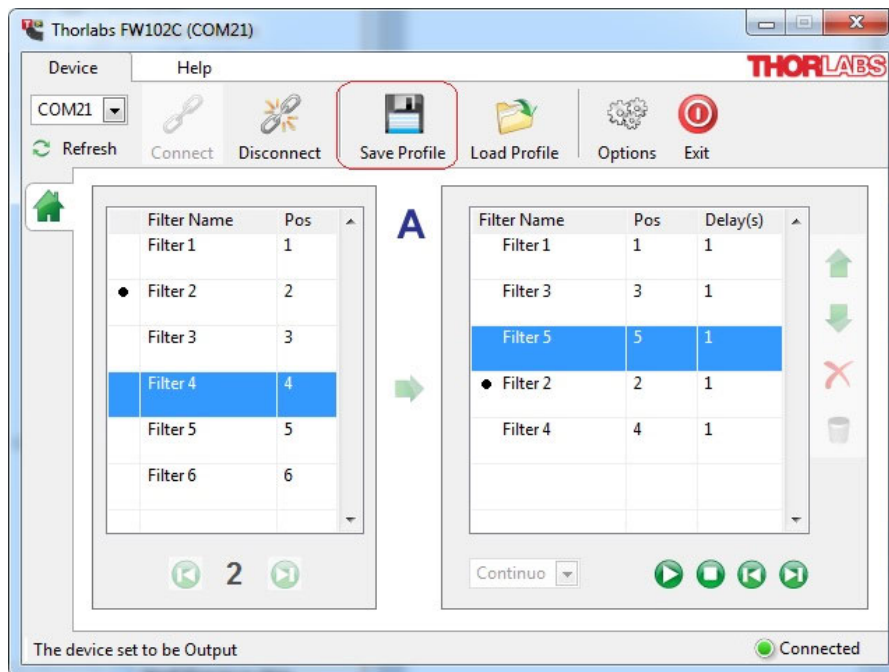 Thorlabs FW102C (COM21)
Device Help THORLABS
COM21
Refresh Connect Disconnect Save Profile Load Profile Options Exit
Filter Name Pos
Filter 1 1
Filter 2 2
Filter 3 3
Filter 4 4
Filter 5 5
Filter 6 6
2
A
Filter Name Pos Delay(s)
Filter 1 1 1
Filter 3 3 1
Filter 5 5 1
Filter 2 2 1
Filter 4 4 1
Continuo
The device set to be Output Connected